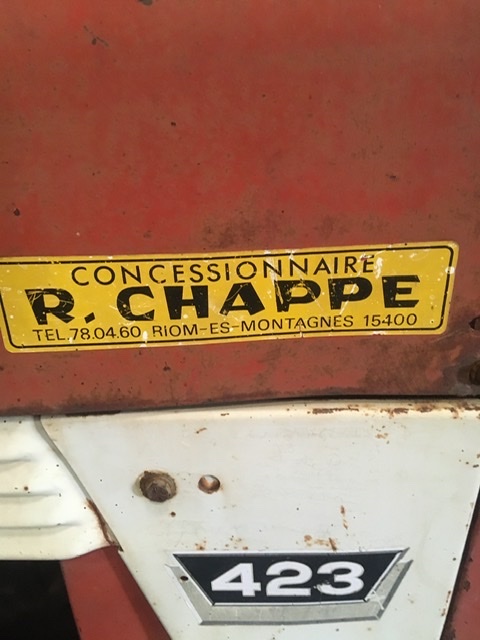 CONCESSIONNAIRE
R. CHAPPE
TEL.78.04.60 RIOM-ES-MONTAGNES 15400
423